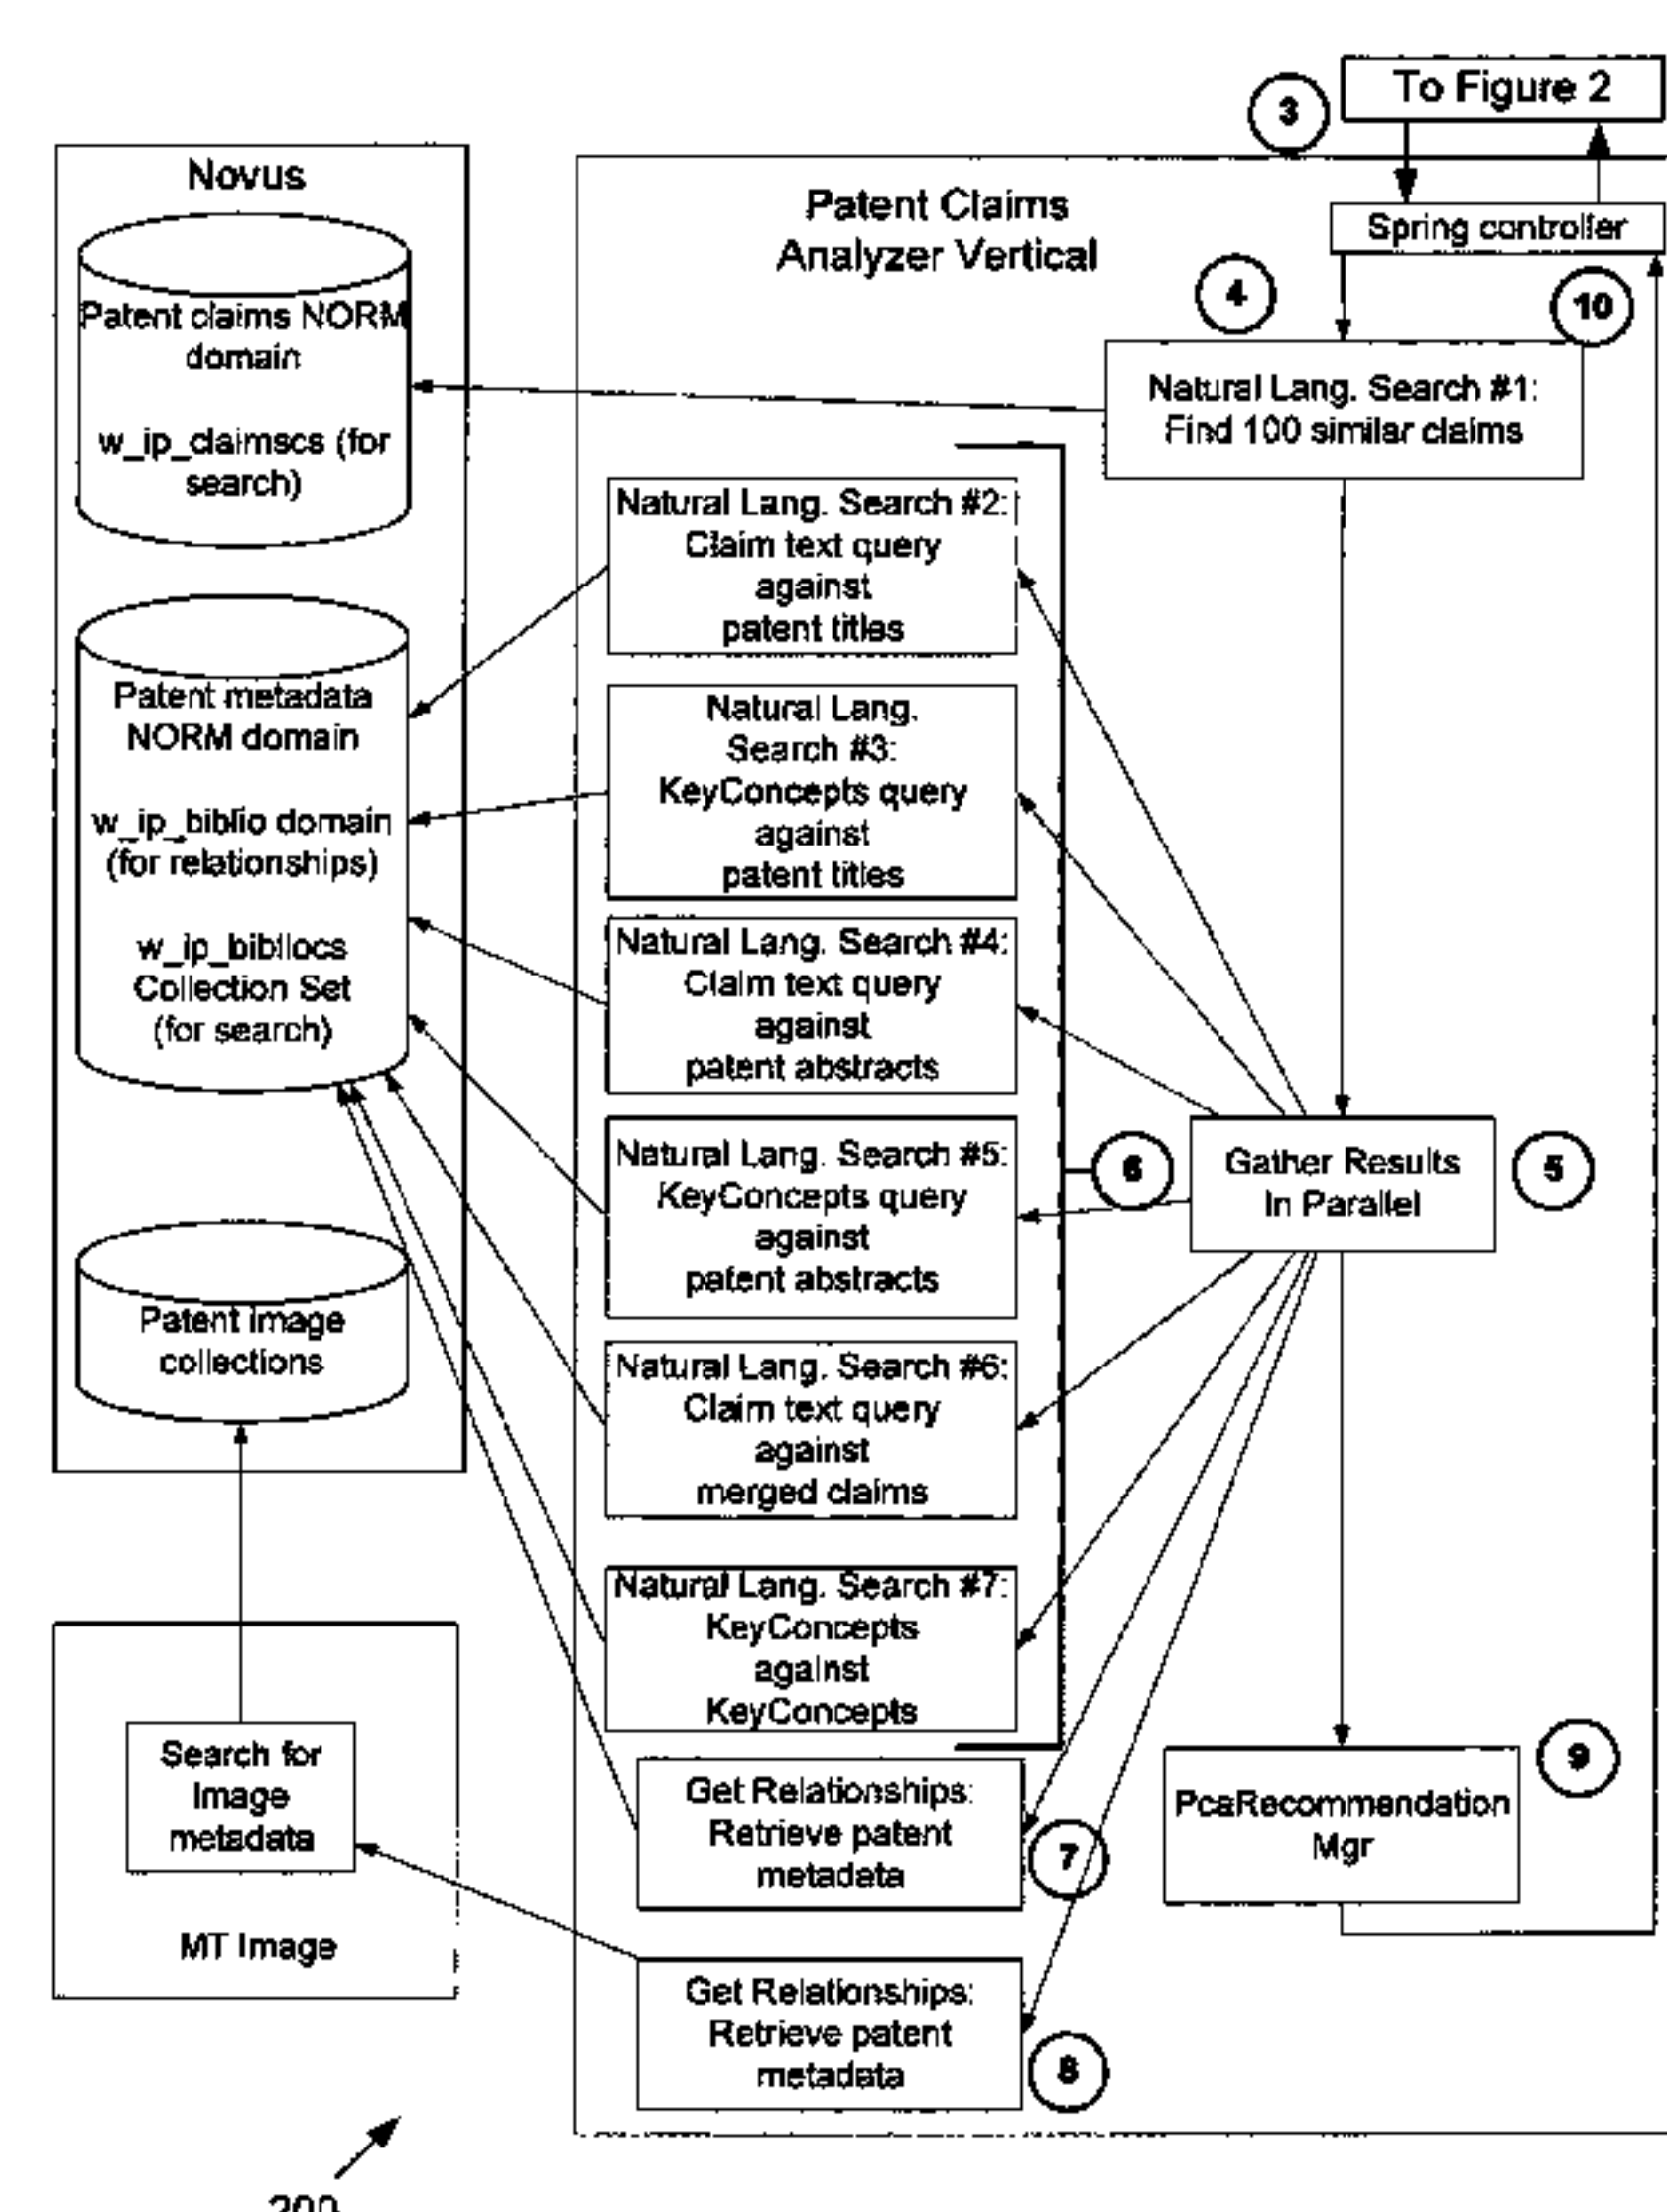 To Figure 2
3
Novus
Patent Claims
Analyzer Vertical
Spring controller
4
10
Patent claims NORM
domain
w_ip_claimscs (for
search)
Natural Lang. Search #1:
Find 100 similar claims
Natural Lang. Search #2:
Claim text query
against
patent titles
Patent metadata
NORM domain
w_ip_biblio domain
(for relationships)
w_ip_bibliocs
Collection Set
(for search)
Natural Lang.
Search #3:
KeyConcepts query
against
patent titles
Natural Lang. Search #4:
Claim text query
against
patent abstracts
Natural Lang. Search #5:
KeyConcepts query
against
patent abstracts
6
Gather Results
In Parallel
5
Patent image
collections
Natural Lang. Search #6:
Claim text query
against
merged claims
Natural Lang. Search #7:
KeyConcepts
against
KeyConcepts
Search for
Image
metadata
MT Image
Get Relationships:
Retrieve patent
metadata
7
PcaRecommendation
Mgr
9
Get Relationships:
Retrieve patent
metadata
8